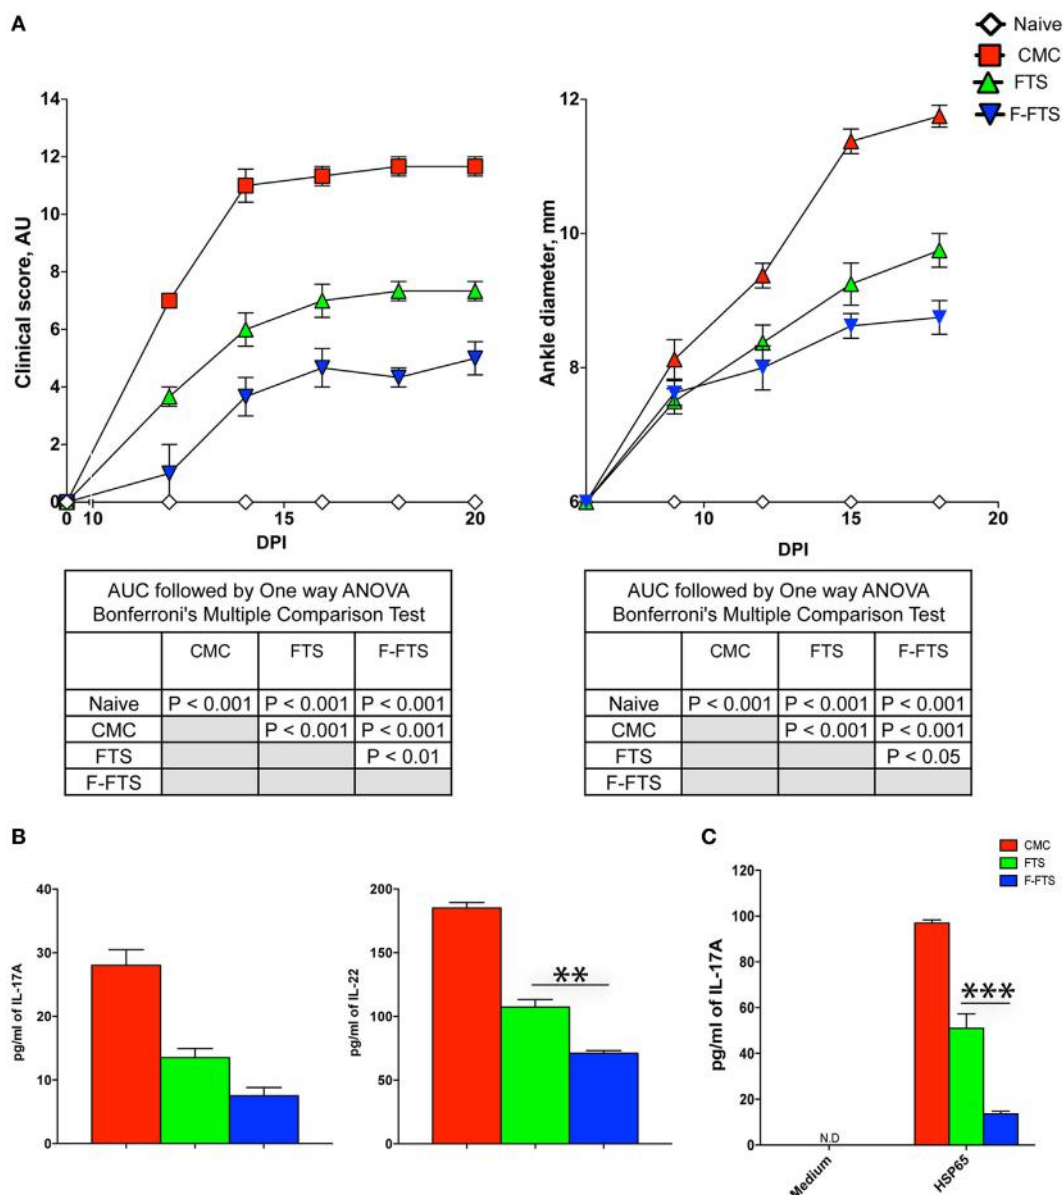 A
Naive
CMC
FTS
F-FTS
14
12
10
8
6
4
2
0
0 10 15 20
Clinical score, AU
DPI
12
10
8
6
10 15 20
Ankle diameter, mm
DPI
AUC followed by One way ANOVA
Bonferroni's Multiple Comparison Test
CMC FTS F-FTS
Naive P < 0.001 P < 0.001 P < 0.001
CMC P < 0.001 P < 0.001
FTS P < 0.01
F-FTS
AUC followed by One way ANOVA
Bonferroni's Multiple Comparison Test
CMC FTS F-FTS
Naive P < 0.001 P < 0.001 P < 0.001
CMC P < 0.001 P < 0.001
FTS P < 0.05
F-FTS
B
40
30
20
10
0
pg/ml of IL-17A
200
150
100
50
0
pg/ml of IL-22
**
C
CMC
FTS
F-FTS
120
100
80
60
40
20
0
pg/ml of IL-17A
***
N.D
Medium HSP65